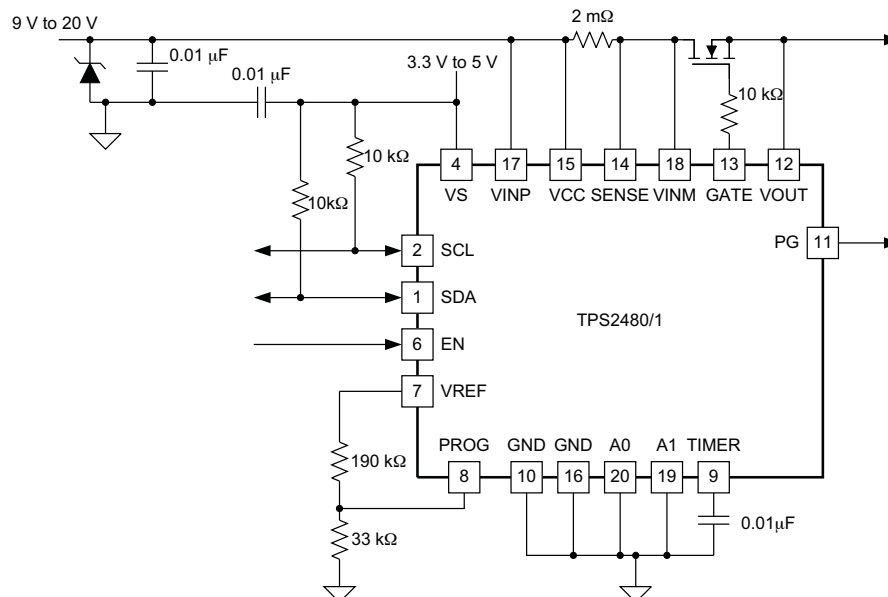 9 V to 20 V
2 mΩ
0.01 μF
0.01 μF
3.3 V to 5 V
10 kΩ
10 kΩ
10kΩ
4
17
15
14
18
13
12
VS
VINP
VCC
SENSE
VINM
GATE
VOUT
PG
11
2
SCL
1
SDA
TPS2480/1
6
EN
7
VREF
PROG
GND
GND
A0
A1
TIMER
190 kΩ
8
10
16
20
19
9
0.01μF
33 kΩ